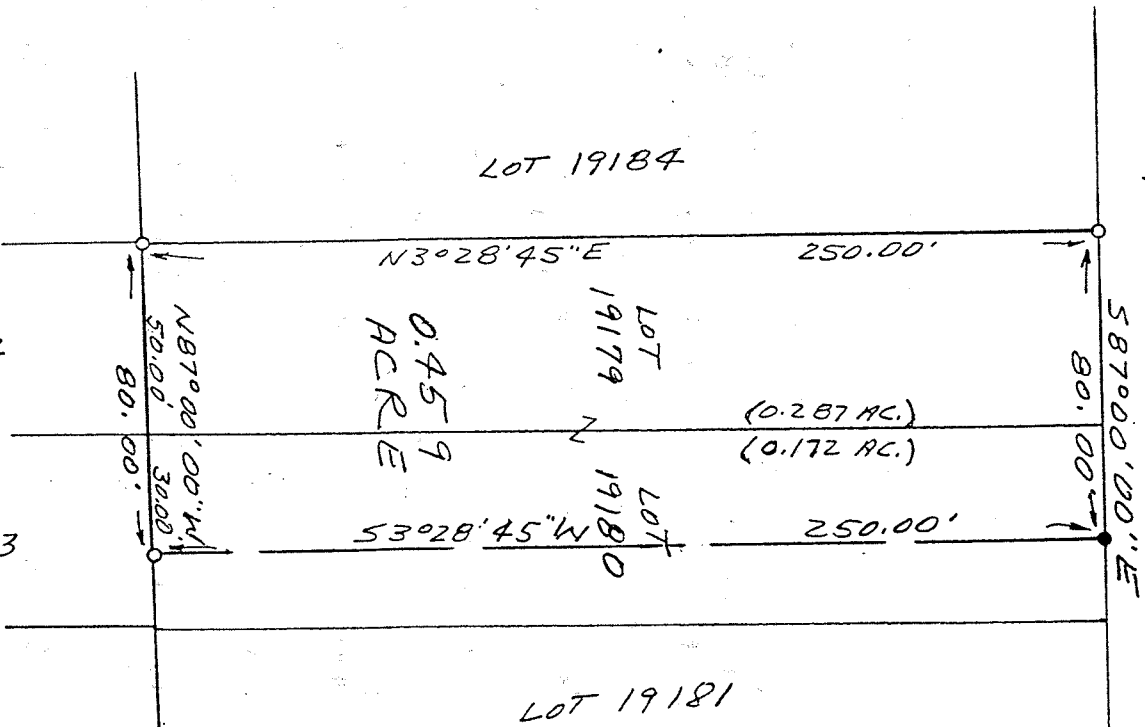 LOT 19184
N3°28'45"E 250.00'
S87°00'00"E
80.00'
N87°00'00"W
50.00'
30.00'
80.00'
LOT
19179
0.459
ACRE
(0.287 AC.)
(0.172 AC.)
LOT
19180
S3°28'45"W 250.00'
3
LOT 19181